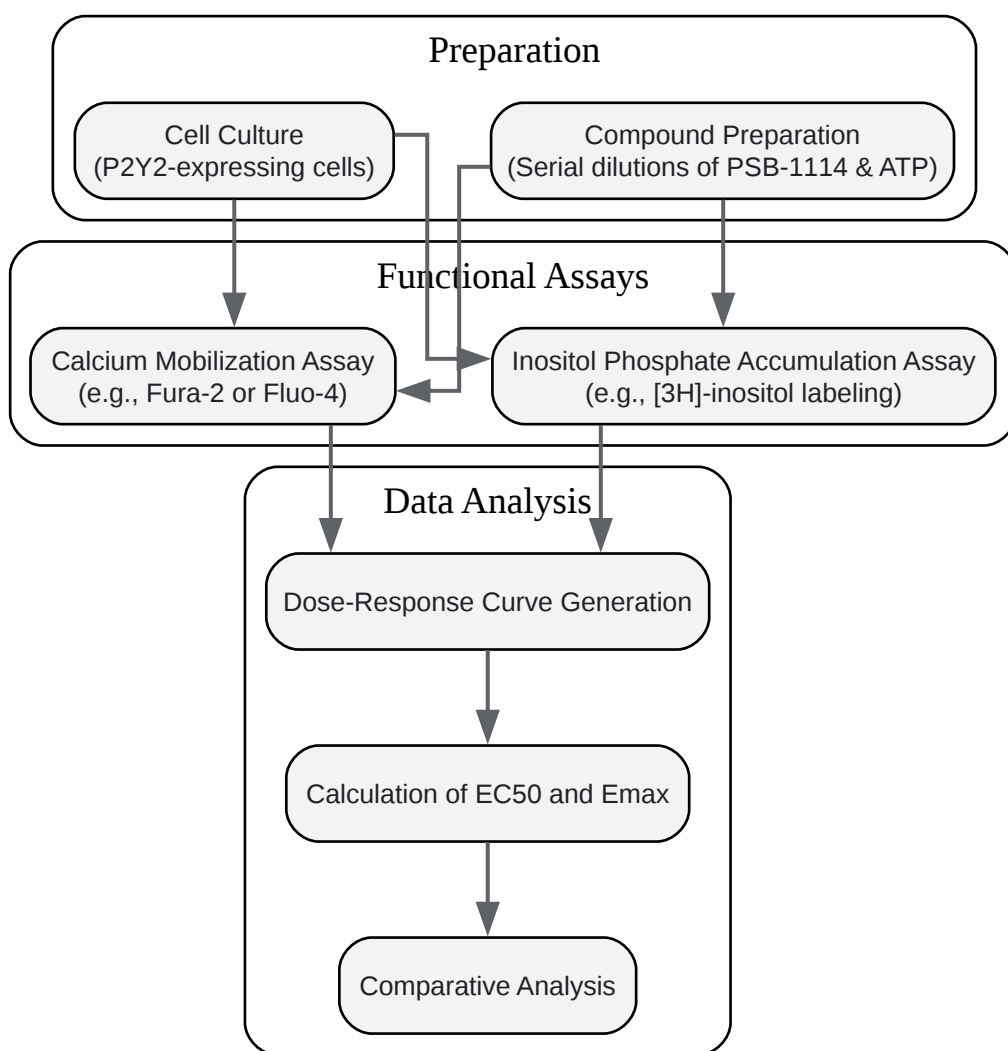 Preparation
Cell Culture
(P2Y2-expressing cells)
Compound Preparation
(Serial dilutions of PSB-1114 & ATP)
Functional Assays
Calcium Mobilization Assay
(e.g., Fura-2 or Fluo-4)
Inositol Phosphate Accumulation Assay
(e.g., [3H]-inositol labeling)
Data Analysis
Dose-Response Curve Generation
Calculation of EC50 and Emax
Comparative Analysis